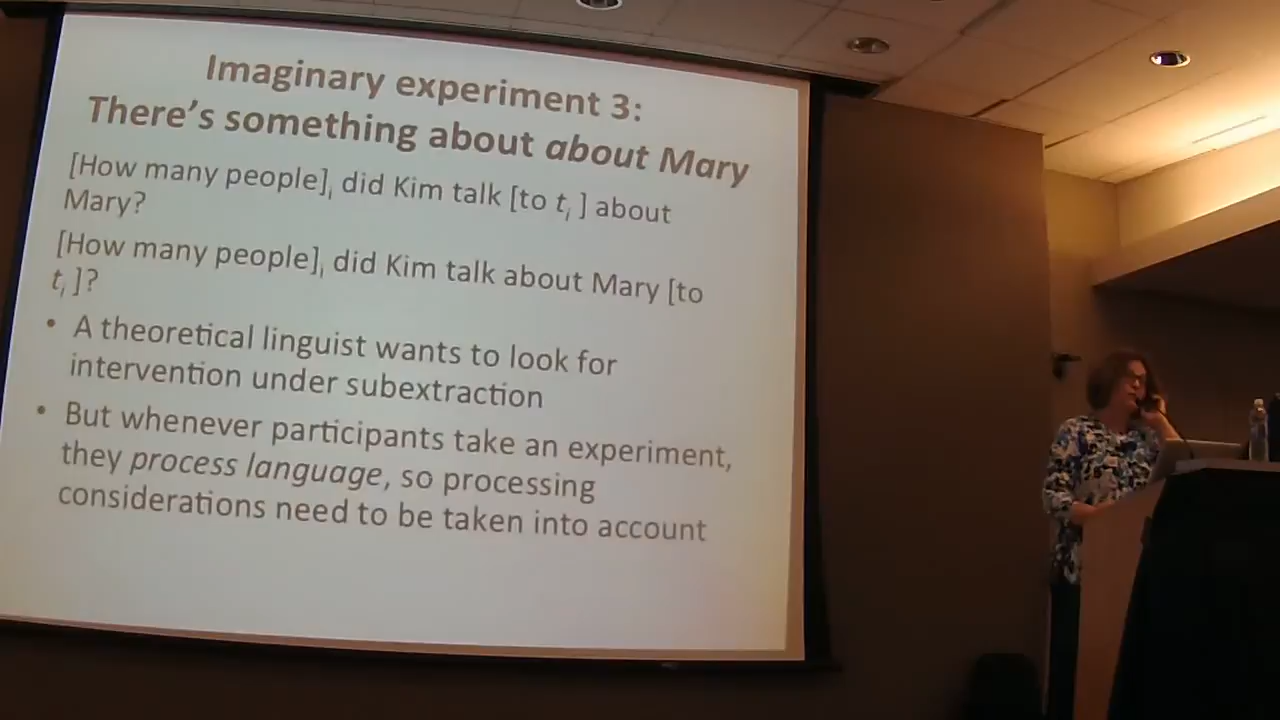 Imaginary experiment 3:
There's something about about Mary
[How many people]i did Kim talk [to ti ] about
Mary?
[How many people]i did Kim talk about Mary [to
ti ]?
• A theoretical linguist wants to look for
intervention under subextraction
• But whenever participants take an experiment,
they process language, so processing
considerations need to be taken into account